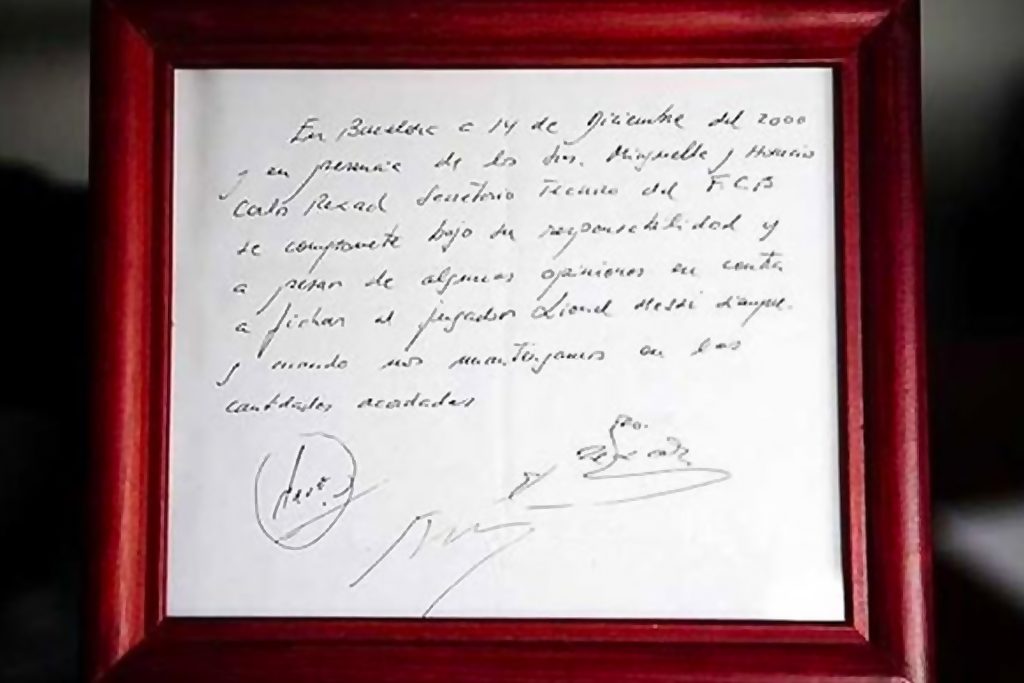 En Barcelona a 14 de Diciembre del 2000
y en presencia de los Srs. Minguella y Horacio
Carlos Rexach Secretario Tecnico del F.C.B
se compromete bajo su responsabilidad y
a pesar de algunas opiniones en contra
a fichar al jugador Lionel Messi siempre
y cuando nos mantengamos en las
cantidades acordadas